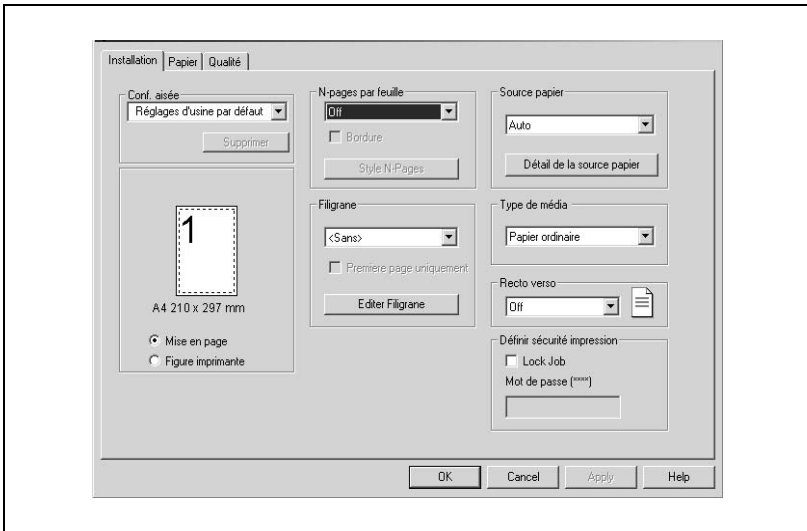 Installation Papier Qualité
Conf. aisée
Réglages d'usine par défaut
Supprimer
1
A4 210 x 297 mm
Mise en page
Figure imprimante
N-pages par feuille
Off
Bordure
Style N-Pages
Filigrane
<Sans>
Premiere page uniquement
Editer Filigrane
Source papier
Auto
Détail de la source papier
Type de média
Papier ordinaire
Recto verso
Off
Définir sécurité impression
Lock Job
Mot de passe (****)
OK Cancel Apply Help